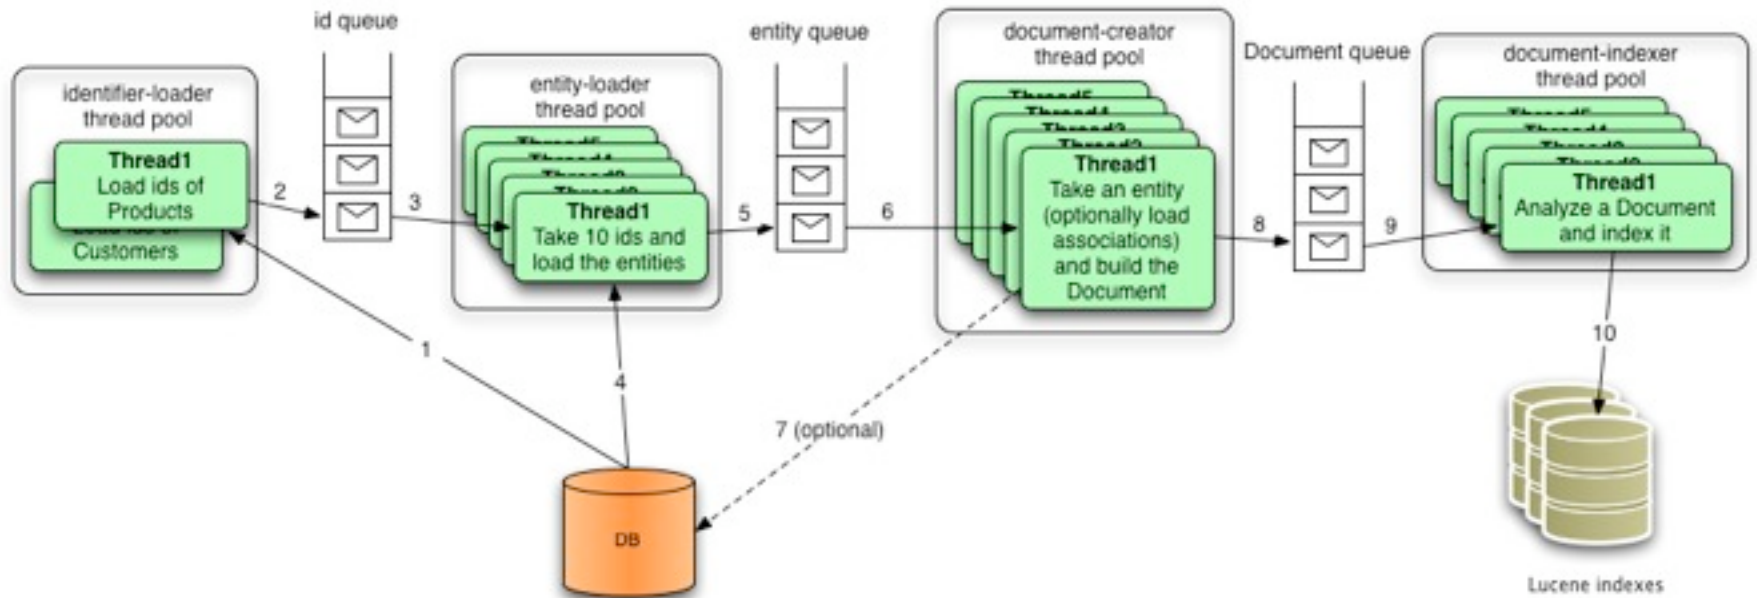 id queue
entity queue
document-creator
thread pool
Document queue
document-indexer
thread pool
identifier-loader
thread pool
entity-loader
thread pool
Thread1
Load ids of
Products
Customers
2
3
Thread1
Take 10 ids and
load the entities
5
6
Thread1
Take an entity
(optionally load
associations)
and build the
Document
8
9
Thread1
Analyze a Document
and index it
1
4
7 (optional)
10
DB
Lucene indexes